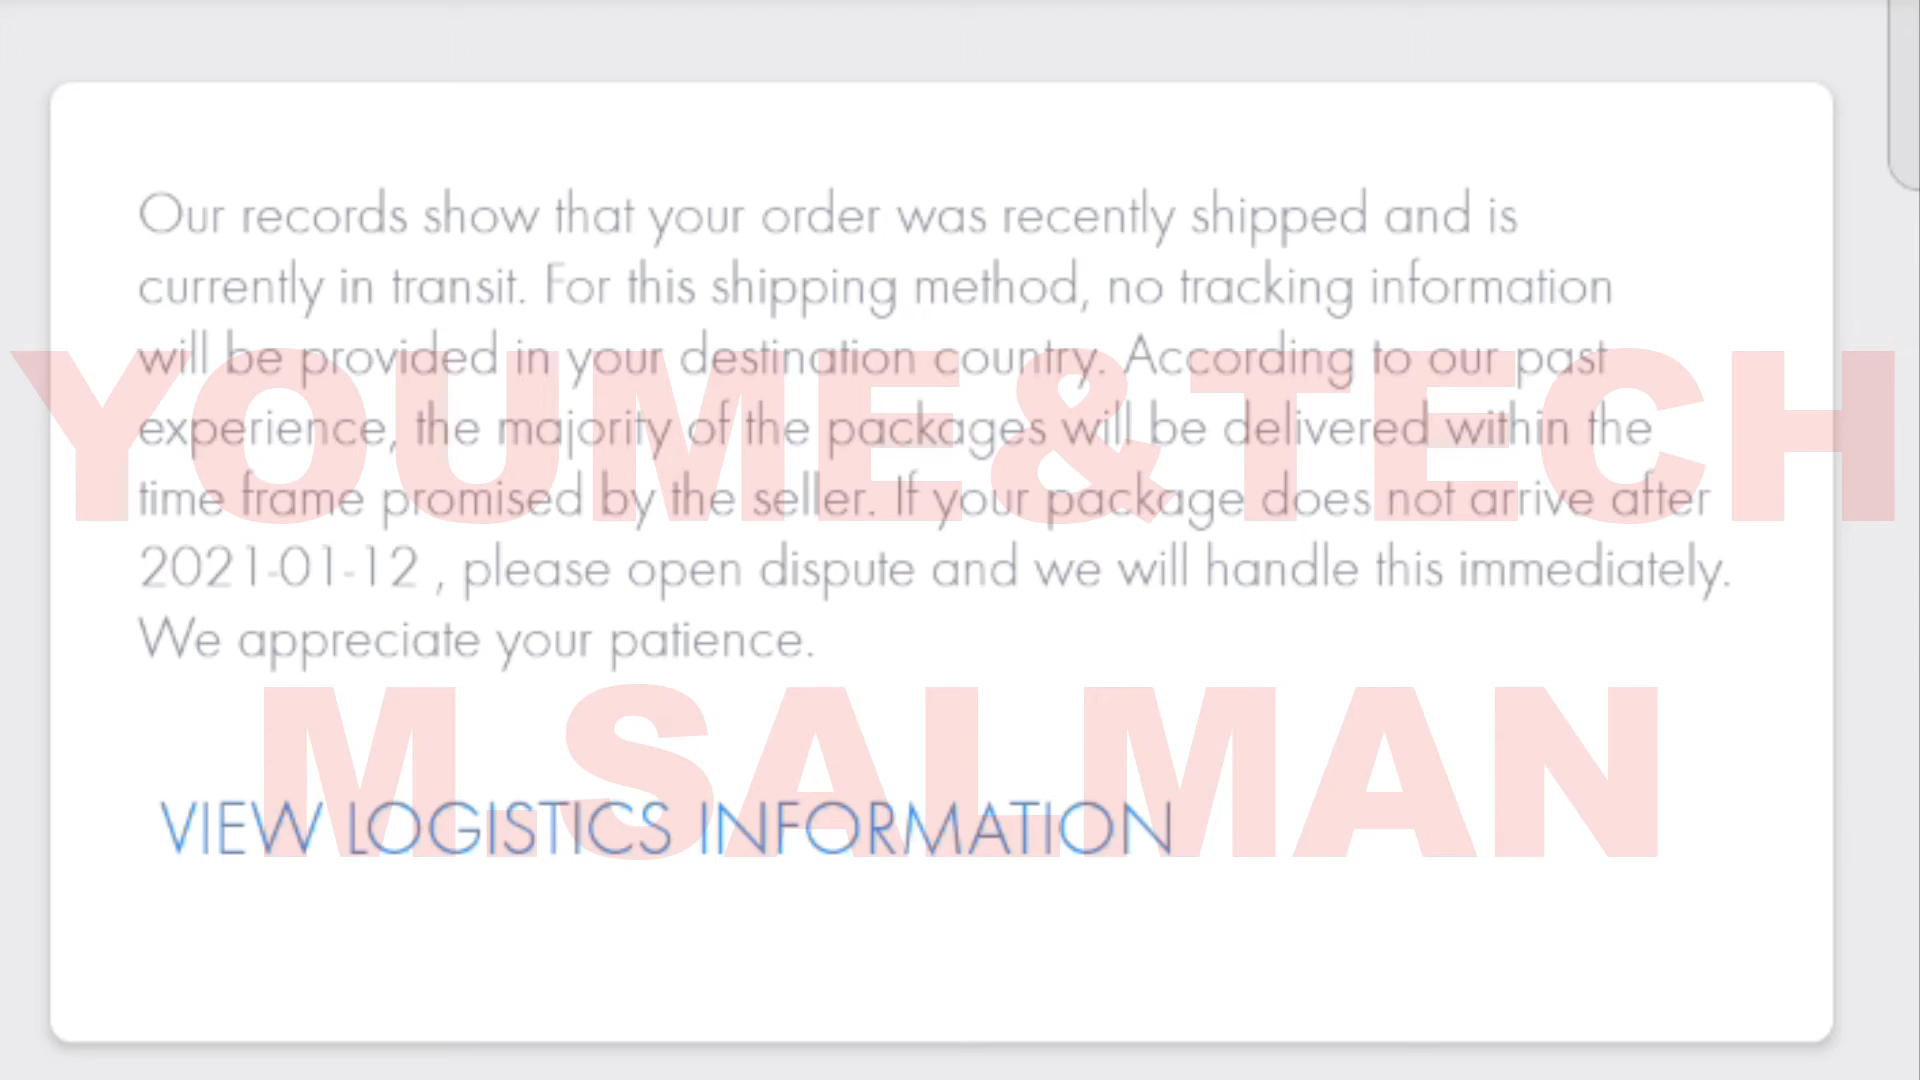 Our records show that your order was recently shipped and is
currently in transit. For this shipping method, no tracking information
will be provided in your destination country. According to our past
experience, the majority of the packages will be delivered within the
time frame promised by the seller. If your package does not arrive after
2021-01-12 , please open dispute and we will handle this immediately.
We appreciate your patience.
VIEW LOGISTICS INFORMATION
YOUME&TECH
M.SALMAN